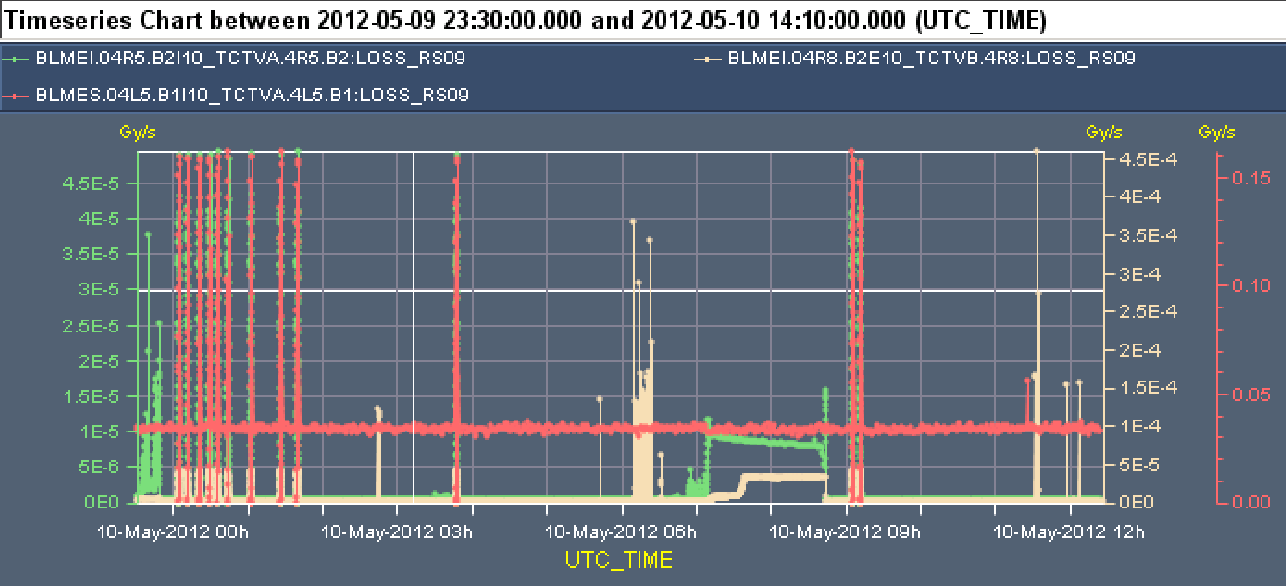 Timeseries Chart between 2012-05-09 23:30:00.000 and 2012-05-10 14:10:00.000 (UTC_TIME)
BLMEI.04R5.B2I10_TCTVA.4R5.B2:LOSS_RS09 BLMEI.04R8.B2E10_TCTVB.4R8:LOSS_RS09
BLMES.04L5.B1I10_TCTVA.4L5.B1:LOSS_RS09
Gy/s Gy/s Gy/s
4.5E-5 4.5E-4 0.15
4E-5 4E-4
3.5E-5 3.5E-4
3E-5 3E-4 0.10
2.5E-5 2.5E-4
2E-5 2E-4
1.5E-5 1.5E-4 0.05
1E-5 1E-4
5E-6 5E-5
0E0 0E0 0.00
10-May-2012 00h 10-May-2012 03h 10-May-2012 06h 10-May-2012 09h 10-May-2012 12h
UTC_TIME